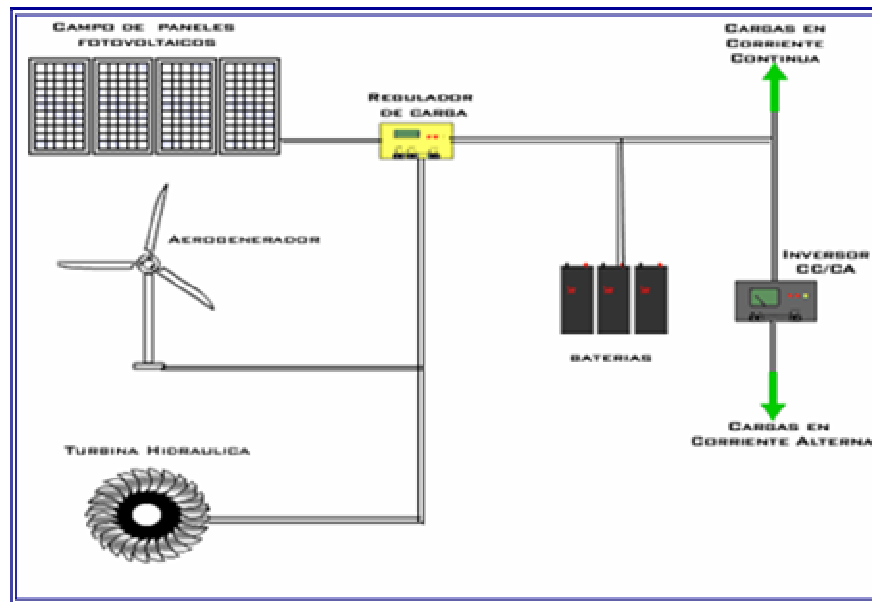 CAMPO DE PANELES
FOTOVOLTAICOS
CARGAS EN
CORRIENTE
CONTINUA
REGULADOR
DE CARGA
AEROGENERADOR
INVERSOR
CC/CA
BATERIAS
CARGAS EN
CORRIENTE ALTERNA
TURBINA HIDRAULICA